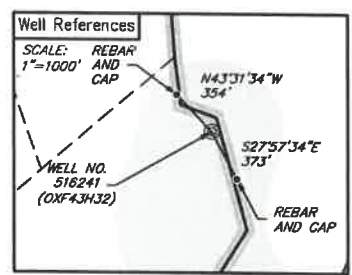 Well References
SCALE:
1"=1000'
REBAR
AND
CAP
N43°31'34"W
354'
S27°57'34"E
373'
WELL NO.
516241
(OXF43H32)
REBAR
AND CAP